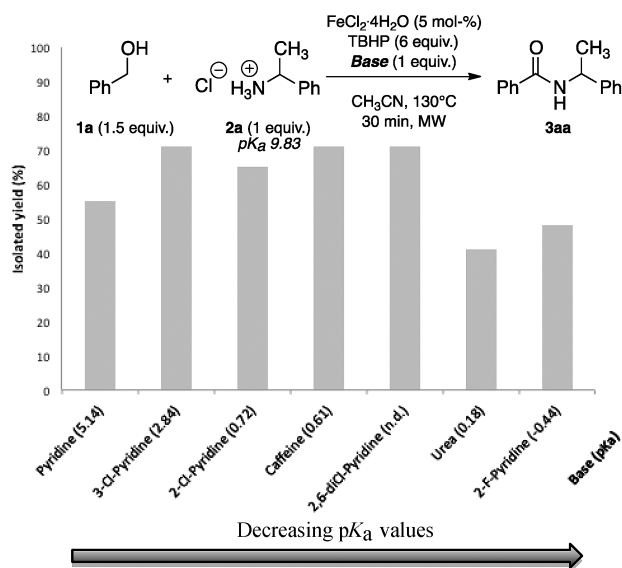 FeCl2·4H2O (5 mol-%)
TBHP (6 equiv.)
Base (1 equiv.)
CH3CN, 130°C
30 min, MW
OH
Ph
1a (1.5 equiv.)
+
Cl⊖ H3N⊕
CH3
Ph
2a (1 equiv.)
pKa 9.83
O
CH3
Ph
N
H
Ph
3aa
Isolated yield (%)
100
90
80
70
60
50
40
30
20
10
0
Pyridine (5.14)
3-Cl-Pyridine (2.84)
2-Cl-Pyridine (0.72)
Caffeine (0.61)
2,6-diCl-Pyridine (n.d.)
Urea (0.18)
2-F-Pyridine (-0.44)
Base (pKa)
Decreasing pKa values